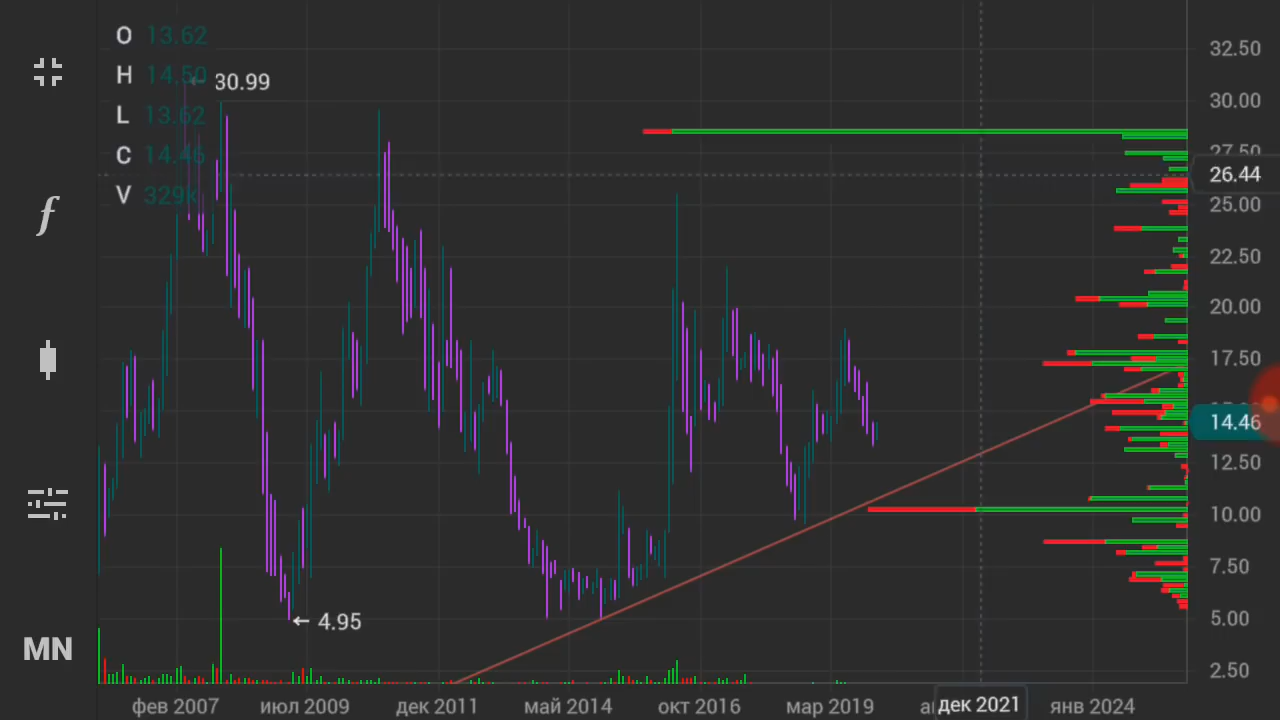 O 13.62
H 14.50
L 13.62
C 14.46
V 329k
30.99
4.95
f
MN
32.50
30.00
27.50
26.44
25.00
22.50
20.00
17.50
14.46
12.50
10.00
7.50
5.00
2.50
фев 2007
июл 2009
дек 2011
май 2014
окт 2016
мар 2019
дек 2021
янв 2024